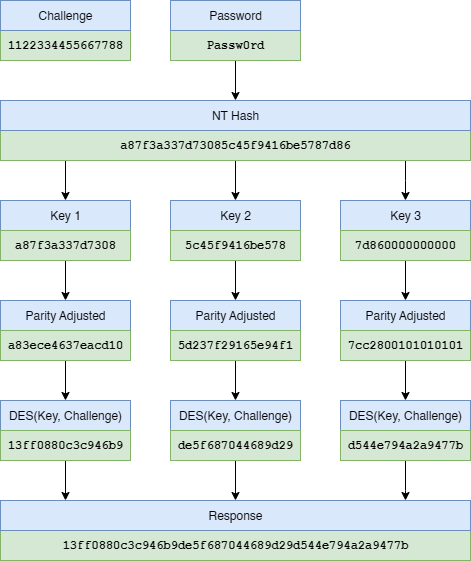 Challenge
1122334455667788
Password
Passw0rd
NT Hash
a87f3a337d73085c45f9416be5787d86
Key 1
a87f3a337d7308
Key 2
5c45f9416be578
Key 3
7d860000000000
Parity Adjusted
a83ece4637eacd10
Parity Adjusted
5d237f29165e94f1
Parity Adjusted
7cc2800101010101
DES(Key, Challenge)
13ff0880c3c946b9
DES(Key, Challenge)
de5f687044689d29
DES(Key, Challenge)
d544e794a2a9477b
Response
13ff0880c3c946b9de5f687044689d29d544e794a2a9477b